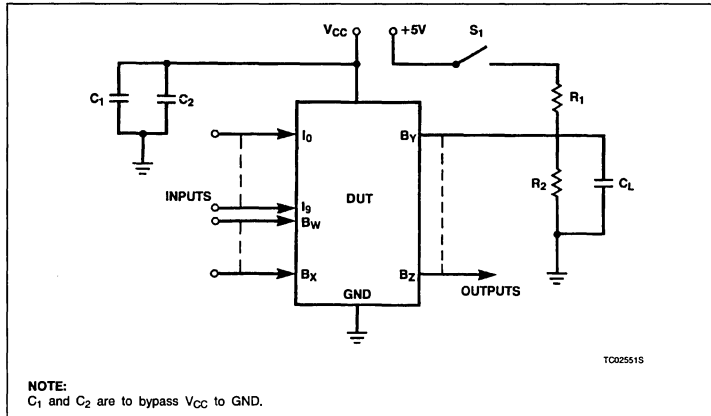 VCC +5V S1
C1 C2 R1
I0 BY
R2 CL
INPUTS DUT
I9
BW
BX BZ
GND OUTPUTS
TC02551S
NOTE:
C1 and C2 are to bypass VCC to GND.